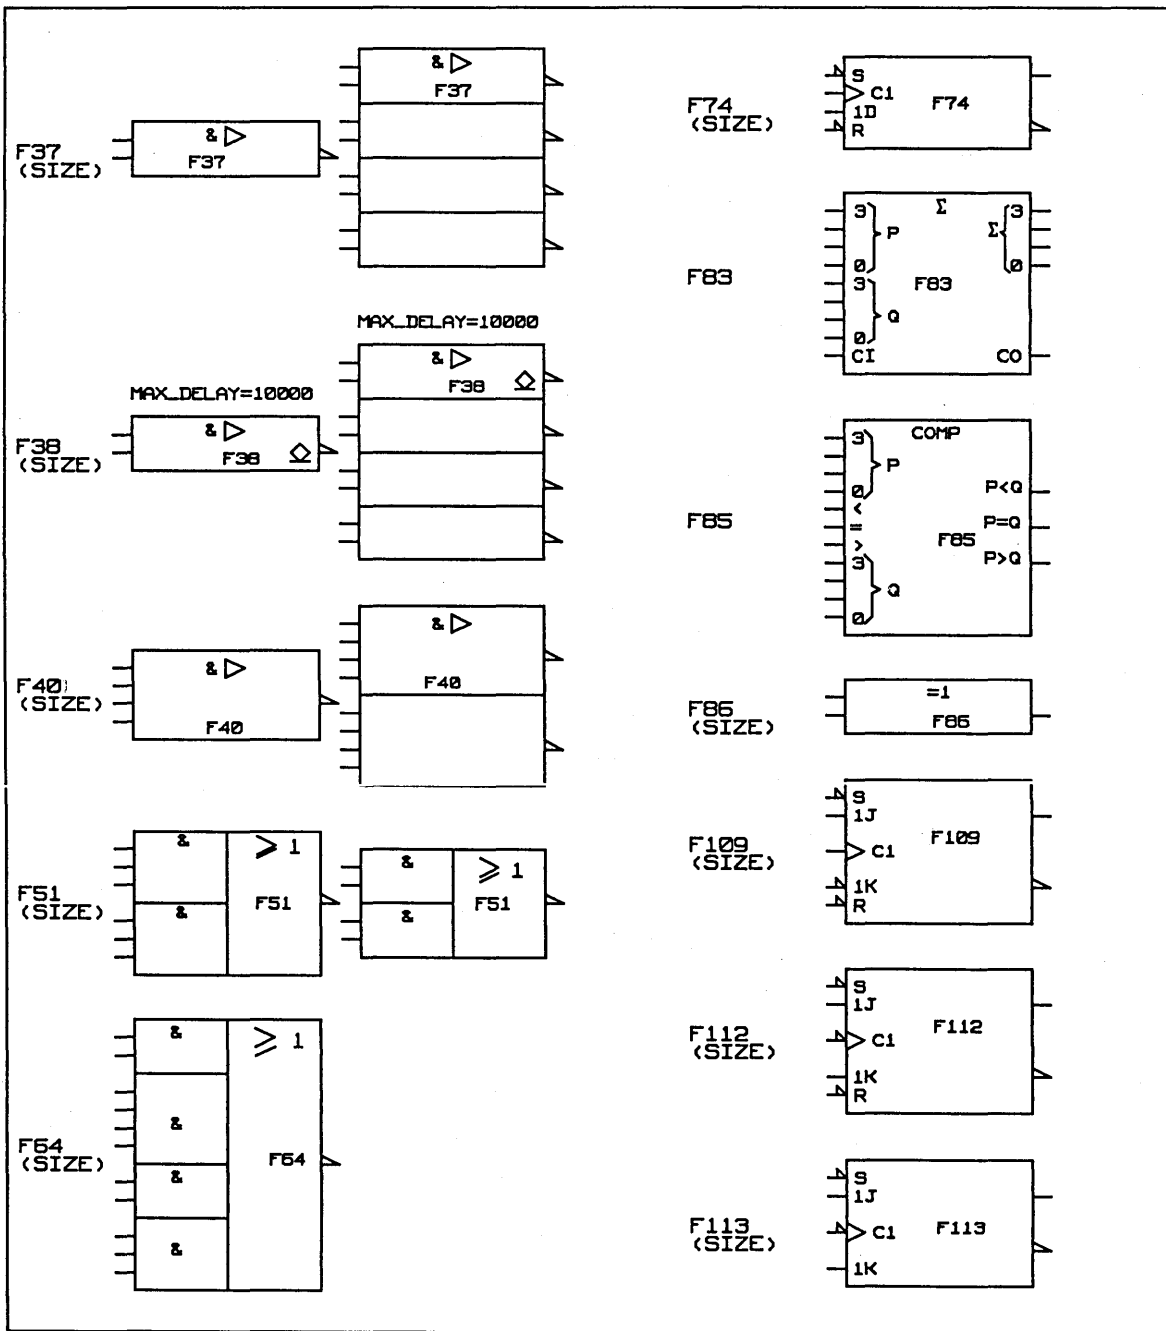 & ▷
F37
F37
(SIZE)
& ▷
F37
MAX_DELAY=10000
& ▷
F38
MAX_DELAY=10000
F38
(SIZE)
& ▷
F38
& ▷
F40
F40
(SIZE)
& ▷
F40
F51
(SIZE)
&
&
≥ 1
F51
&
&
≥ 1
F51
F64
(SIZE)
&
&
&
&
≥ 1
F64
F74
(SIZE)
S
C1
1D
R
F74
F83
Σ
3
P
0
3
Q
0
CI
F83
3
Σ
0
CO
F85
COMP
3
P
0
<
=
>
3
Q
0
F85
P<Q
P=Q
P>Q
F86
(SIZE)
=1
F86
F109
(SIZE)
S
1J
C1
1K
R
F109
F112
(SIZE)
S
1J
C1
1K
R
F112
F113
(SIZE)
S
1J
C1
1K
F113